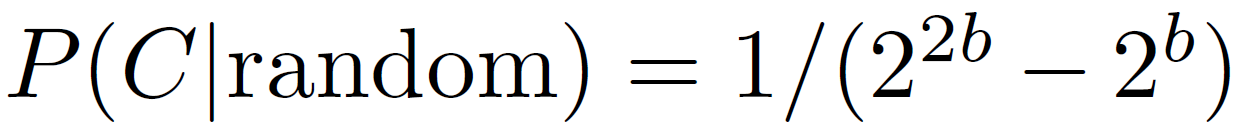 P(C|random) = 1/(2^{2b} − 2^b)